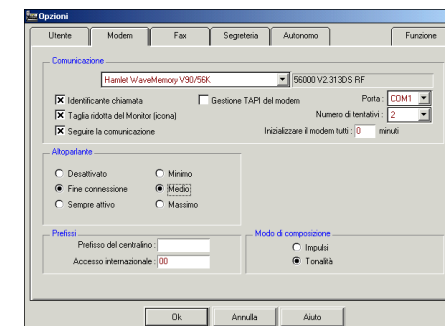 Opzioni
Utente Modem Fax Segreteria Autonomo Funzione
Comunicazione
Hamlet WaveMemory V90/56K 56000 V2.313DS RF
Identificante chiamata Gestione TAPI del modem Porta : COM1
Taglia ridotta del Monitor (icona) Numero di tentativi : 2
Seguire la comunicazione Inizializzare il modem tutti : 0 minuti
Altoparlante
Desattivato Minimo
Fine connessione Medio
Sempre attivo Massimo
Prefissi Modo di composizione
Prefisso del centralino : Impulsi
Accesso internazionale : 00 Tonalità
Ok Annulla Aiuto